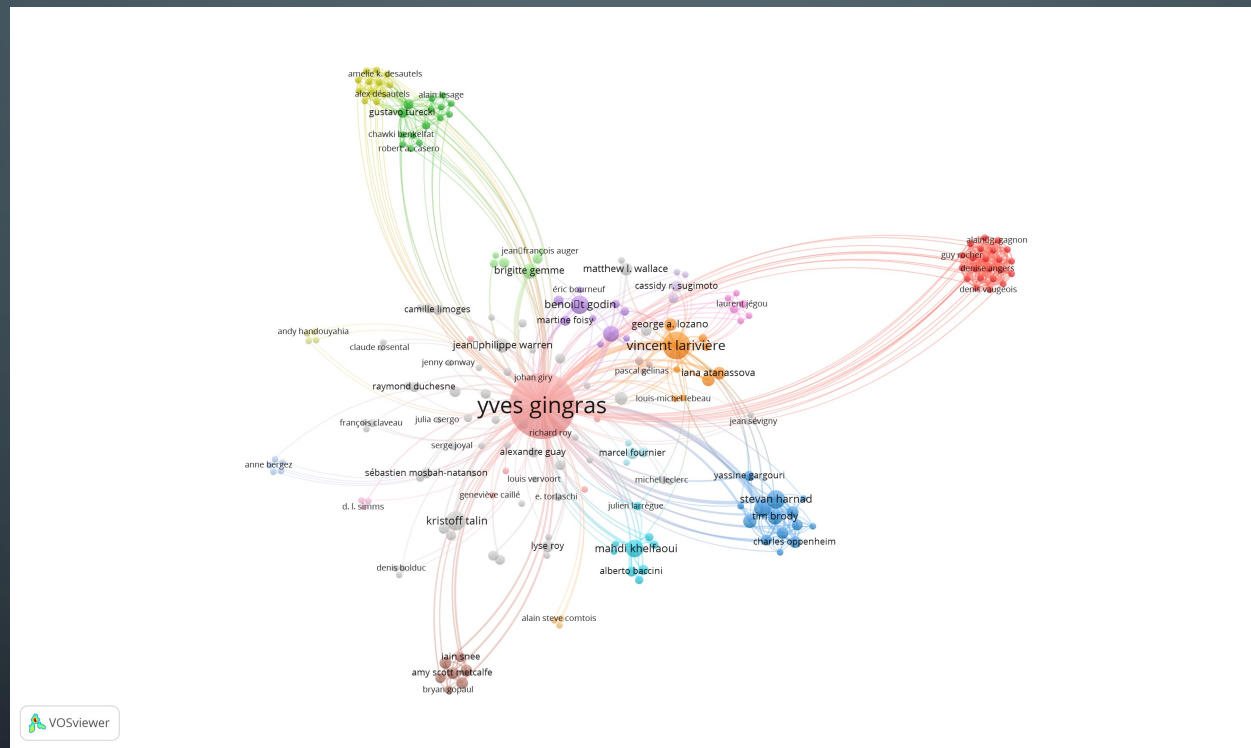 amelie k. desautels
alex desautels
alain lesage
gustavo turecki
chawki benkelfat
robert a. casero
alain g. gagnon
guy rocher
denise angers
denis vaugeois
jean▯françois auger
brigitte gemme
matthew l. wallace
cassidy r. sugimoto
éric bourneuf
benoı▯t godin
martine foisy
laurent jégou
camille limoges
george a. lozano
andy handouyahia
claude rosental
jean▯philippe warren
vincent larivière
jenny conway
pascal gélinas
iana atanassova
johan giry
raymond duchesne
louis-michel lebeau
yves gingras
françois claveau
julia csergo
jean sévigny
richard roy
serge joyal
alexandre guay
marcel fournier
anne bergez
sébastien mosbah-natanson
louis vervoort
michel leclerc
yassine gargouri
geneviève caillé
e. torlaschi
stevan harnad
d. l. simms
julien larrègue
tim brody
kristoff talin
charles oppenheim
lyse roy
mahdi khelfaoui
denis bolduc
alberto baccini
alain steve comtois
iain snee
amy scott metcalfe
bryan gopaul
VOSviewer